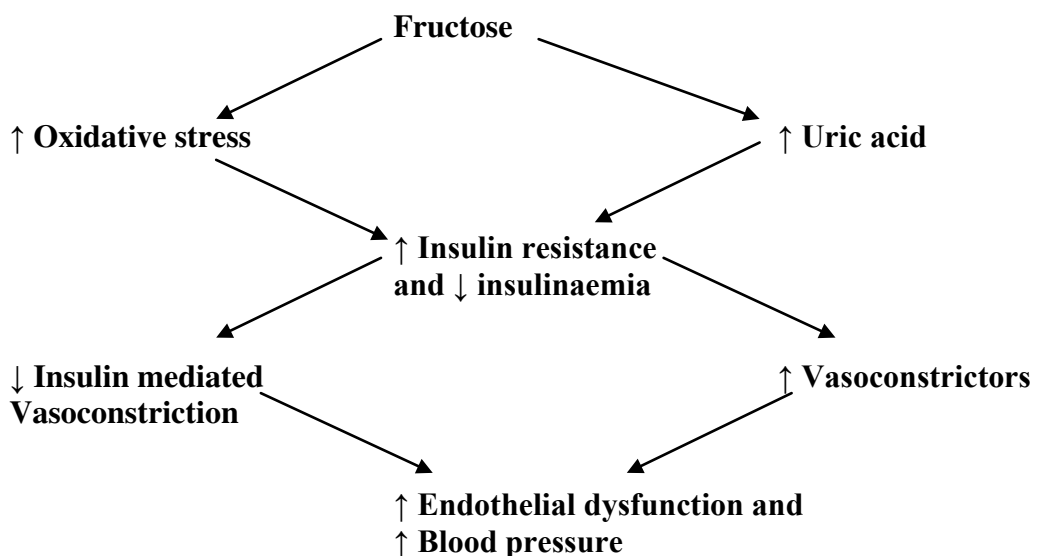 Fructose
↑ Oxidative stress
↑ Uric acid
↑ Insulin resistance
and ↓ insulinaemia
↓ Insulin mediated
Vasoconstriction
↑ Vasoconstrictors
↑ Endothelial dysfunction and
↑ Blood pressure